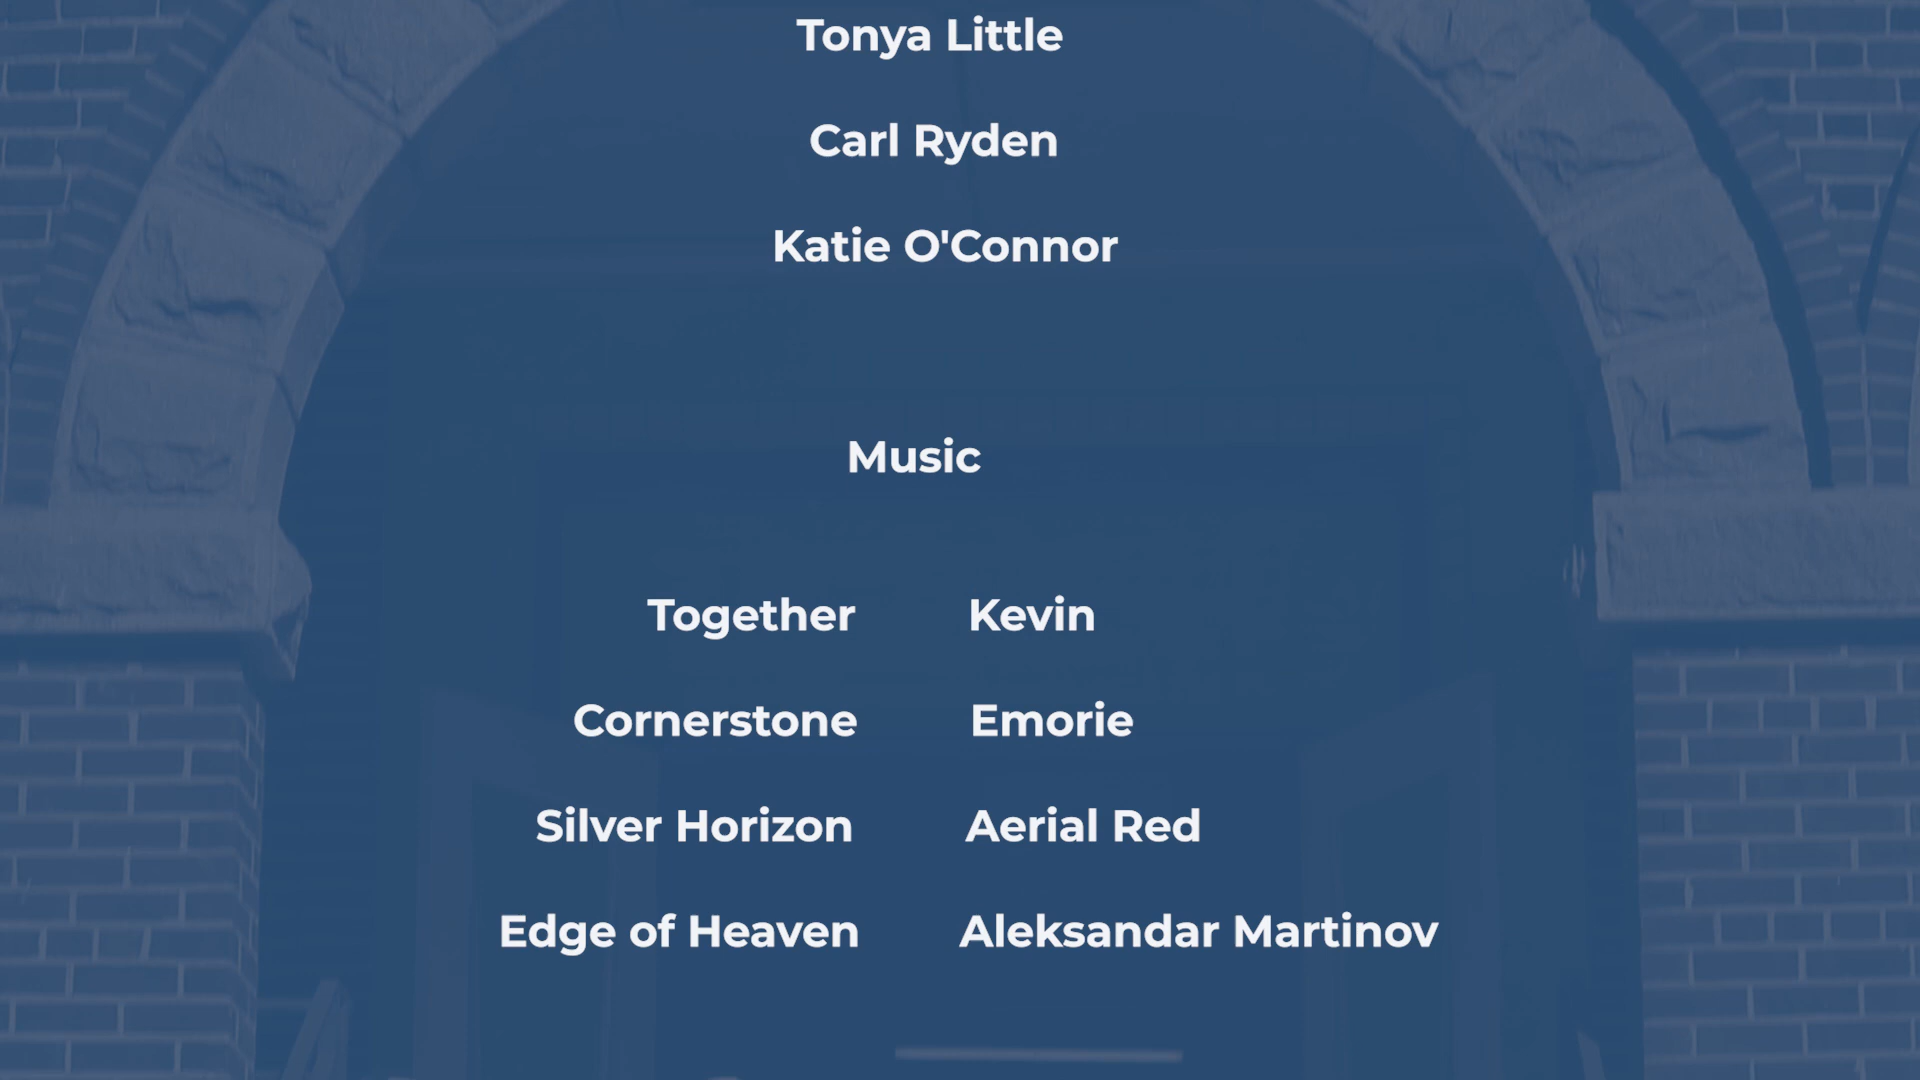 Tonya Little
Carl Ryden
Katie O'Connor
Music
Together Kevin
Cornerstone Emorie
Silver Horizon Aerial Red
Edge of Heaven Aleksandar Martinov